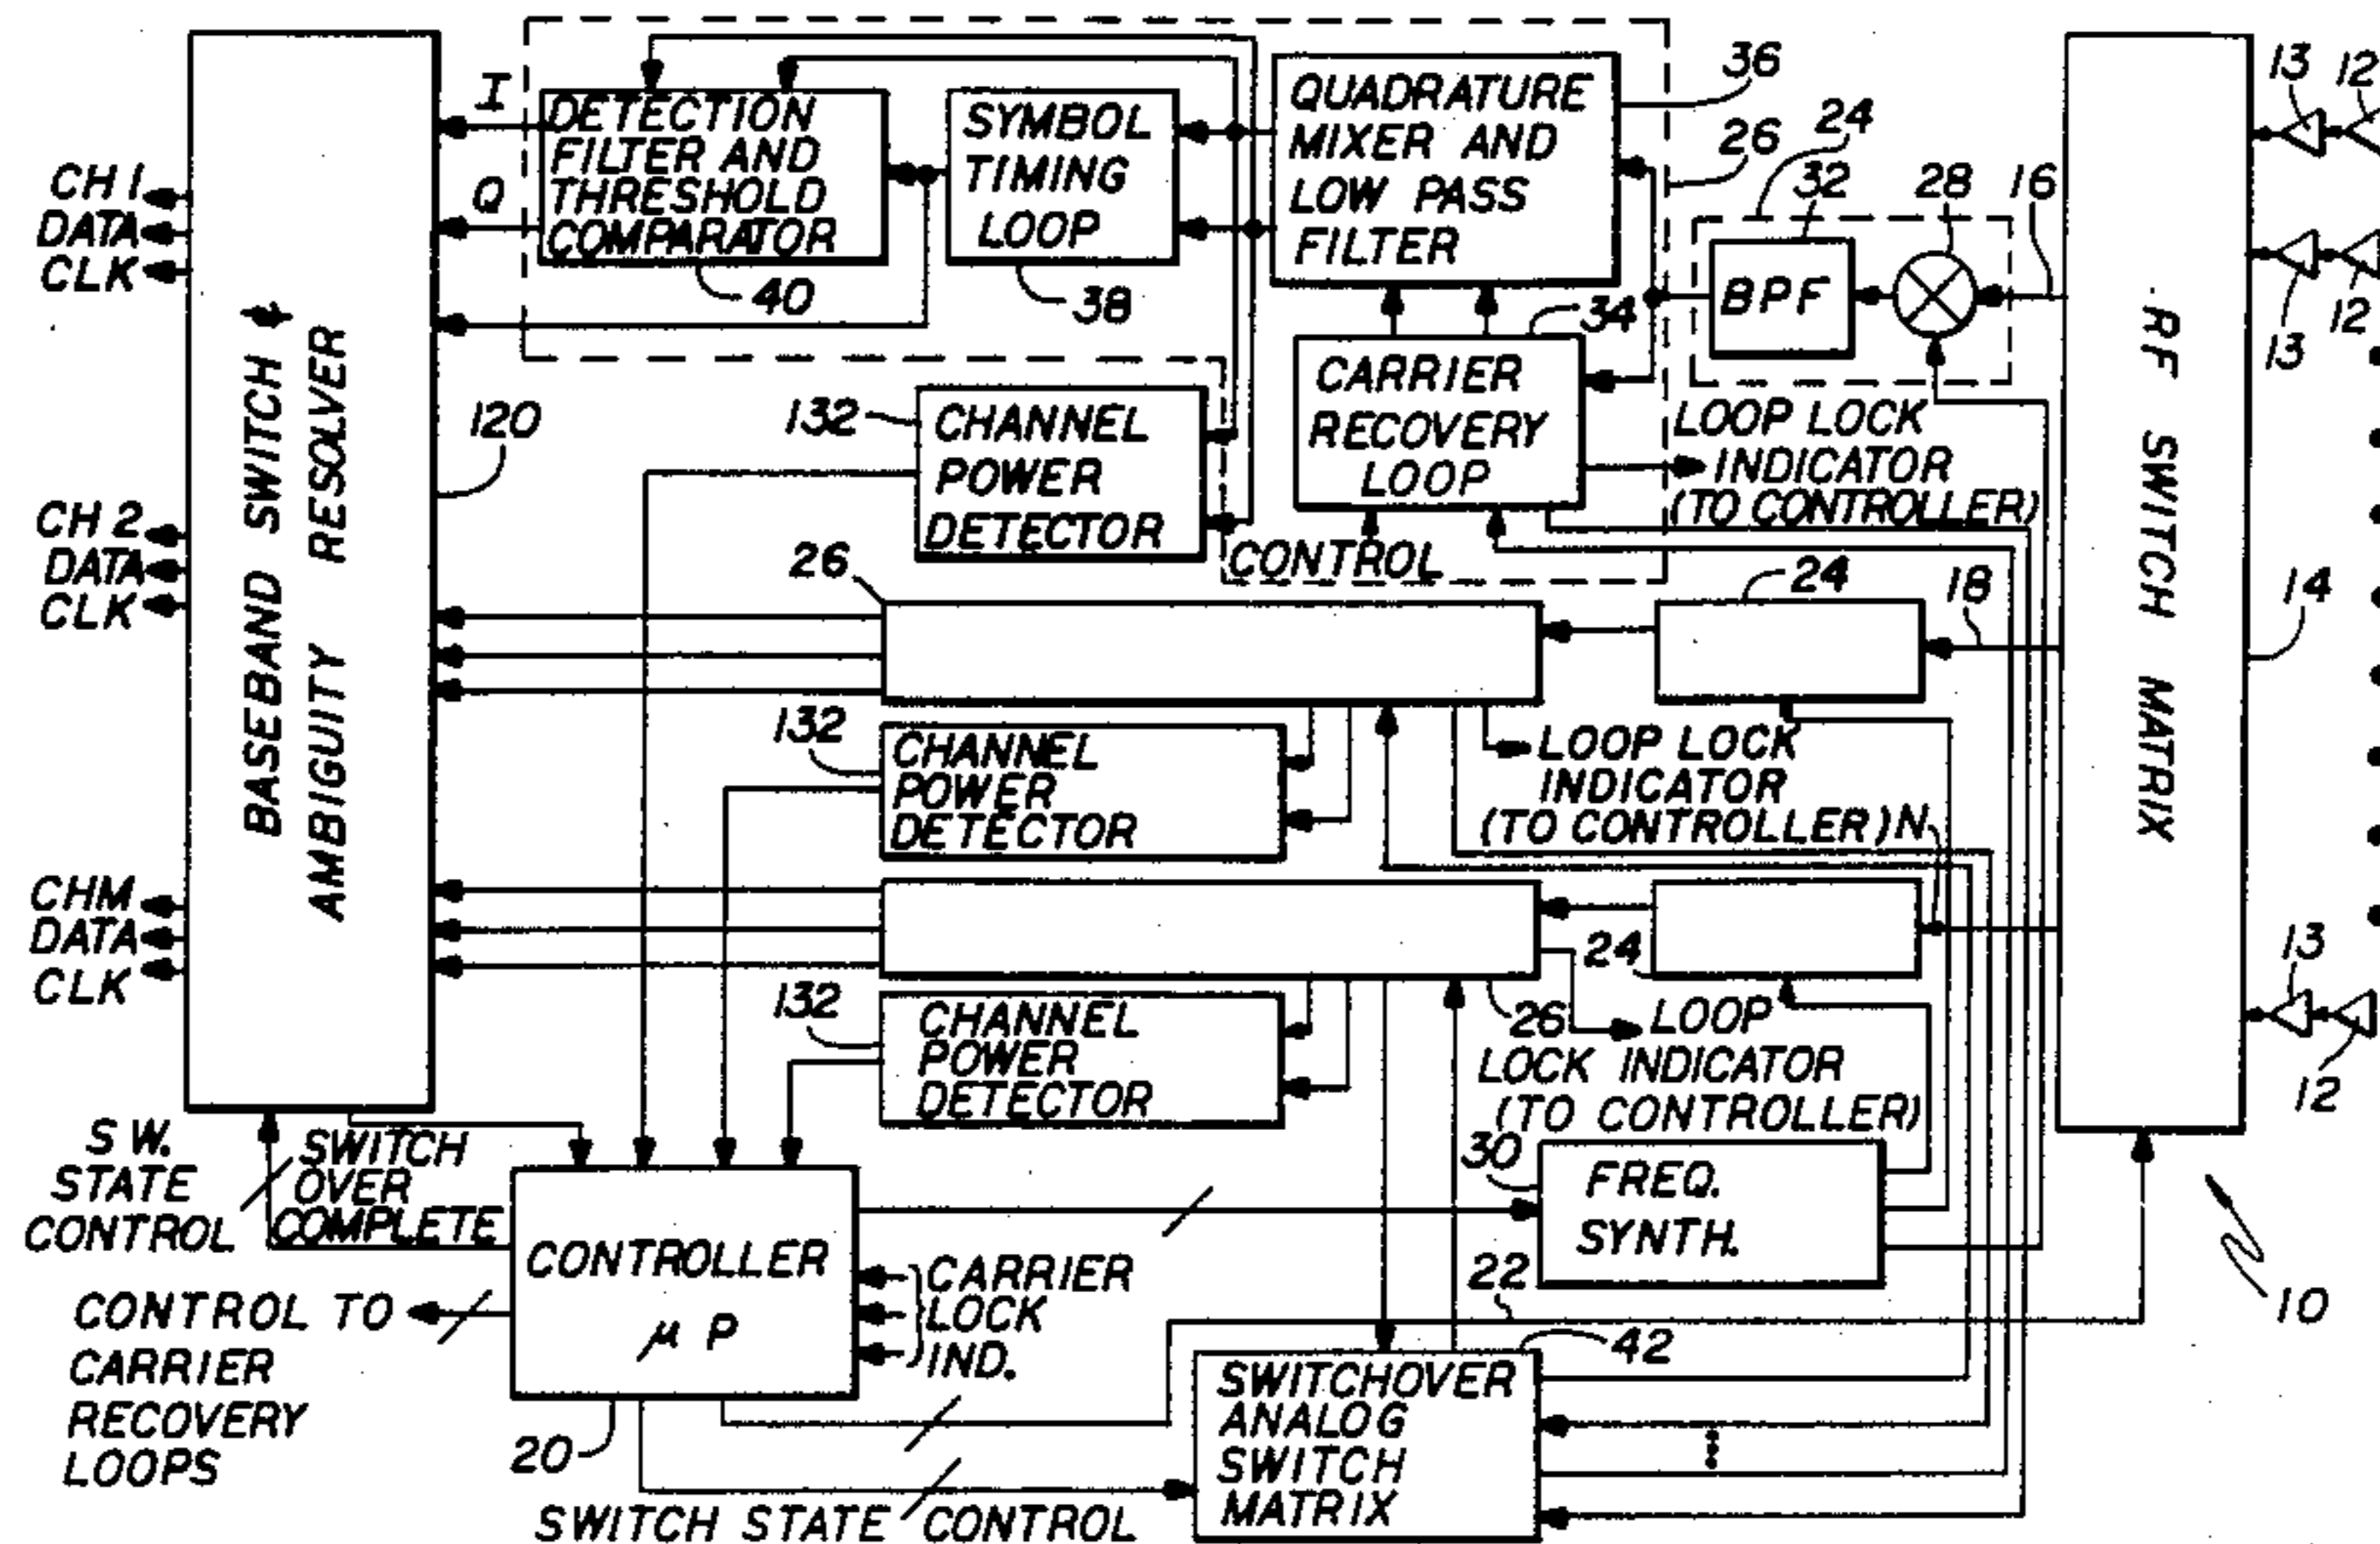 CH 1
DATA
CLK
CH 2
DATA
CLK
CHM
DATA
CLK
BASEBAND SWITCH &
AMBIGUITY RESOLVER
120
I
Q
DETECTION
FILTER AND
THRESHOLD
COMPARATOR
40
SYMBOL
TIMING
LOOP
38
QUADRATURE
MIXER AND
LOW PASS
FILTER
36
26
24
32
BPF
28
16
13
12
13
12
34
CARRIER
RECOVERY
LOOP
CONTROL
LOOP LOCK
INDICATOR
(TO CONTROLLER)
132
CHANNEL
POWER
DETECTOR
RF SWITCH MATRIX
14
26
24
18
132
CHANNEL
POWER
DETECTOR
LOOP LOCK
INDICATOR
(TO CONTROLLER)
N
24
26
13
12
132
CHANNEL
POWER
DETECTOR
LOOP
LOCK INDICATOR
(TO CONTROLLER)
SW.
STATE
CONTROL
SWITCH
OVER
COMPLETE
CONTROLLER
μ P
20
CARRIER
LOCK
IND.
CONTROL TO
CARRIER
RECOVERY
LOOPS
30
FREQ.
SYNTH.
22
10
42
SWITCHOVER
ANALOG
SWITCH
MATRIX
SWITCH STATE CONTROL